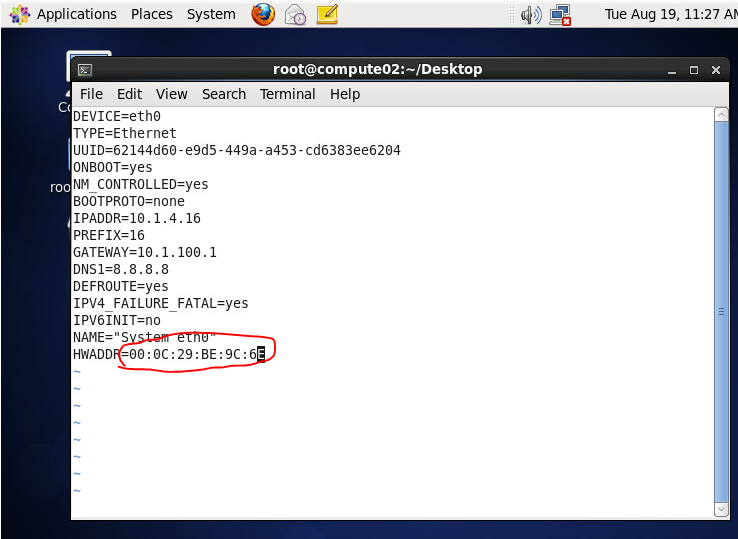 Applications Places System Tue Aug 19, 11:27 AM
root@compute02:~/Desktop
File Edit View Search Terminal Help
DEVICE=eth0
TYPE=Ethernet
UUID=62144d60-e9d5-449a-a453-cd6383ee6204
ONBOOT=yes
NM_CONTROLLED=yes
BOOTPROTO=none
IPADDR=10.1.4.16
PREFIX=16
GATEWAY=10.1.100.1
DNS1=8.8.8.8
DEFROUTE=yes
IPV4_FAILURE_FATAL=yes
IPV6INIT=no
NAME="System eth0"
HWADDR=00:0C:29:BE:9C:6E
~
~
~
~
~
~
~
~